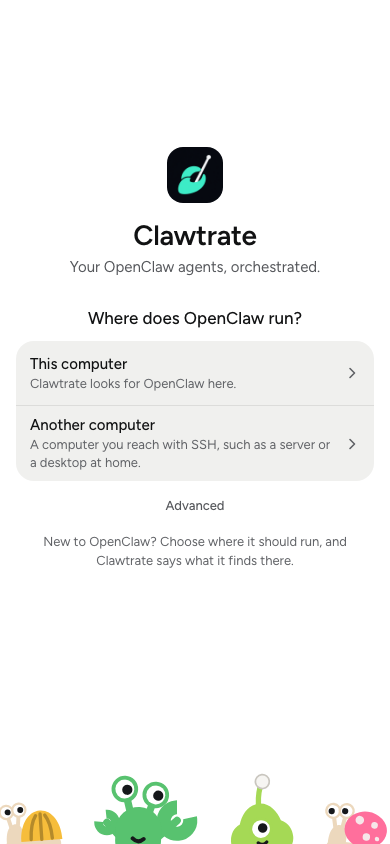 Clawtrate
Your OpenClaw agents, orchestrated.
Where does OpenClaw run?
This computer
Clawtrate looks for OpenClaw here.
Another computer
A computer you reach with SSH, such as a server or
a desktop at home.
Advanced
New to OpenClaw? Choose where it should run, and
Clawtrate says what it finds there.